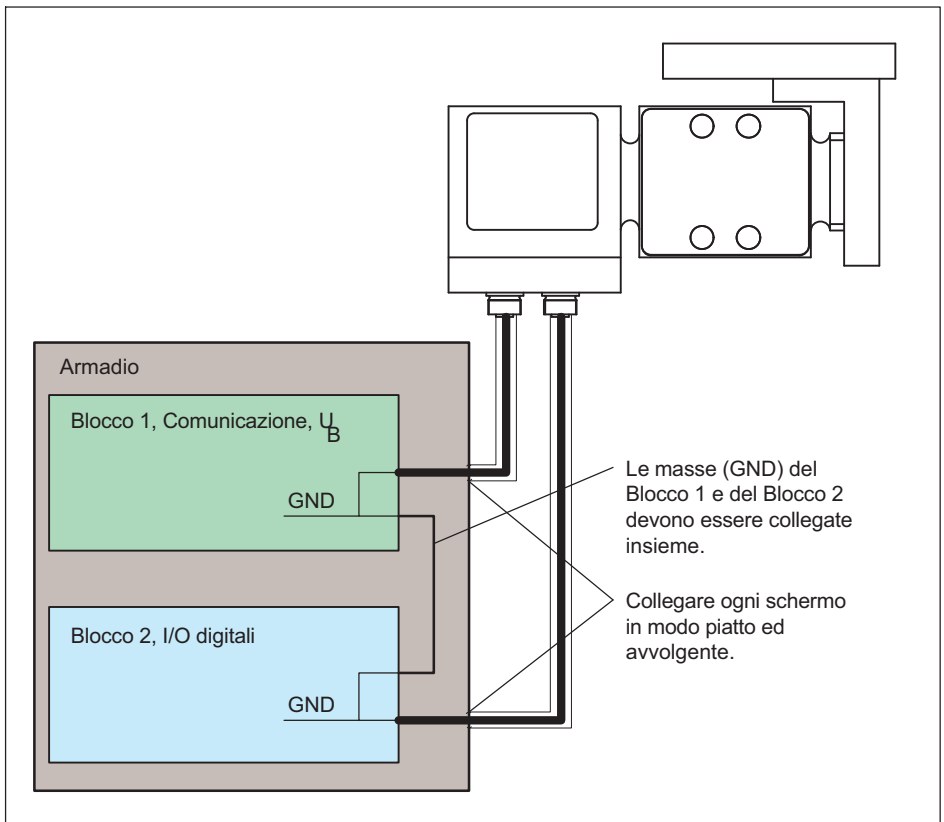 Armadio
Blocco 1, Comunicazione, UB
GND
Le masse (GND) del
Blocco 1 e del Blocco 2
devono essere collegate
insieme.
Collegare ogni schermo
in modo piatto ed
avvolgente.
Blocco 2, I/O digitali
GND